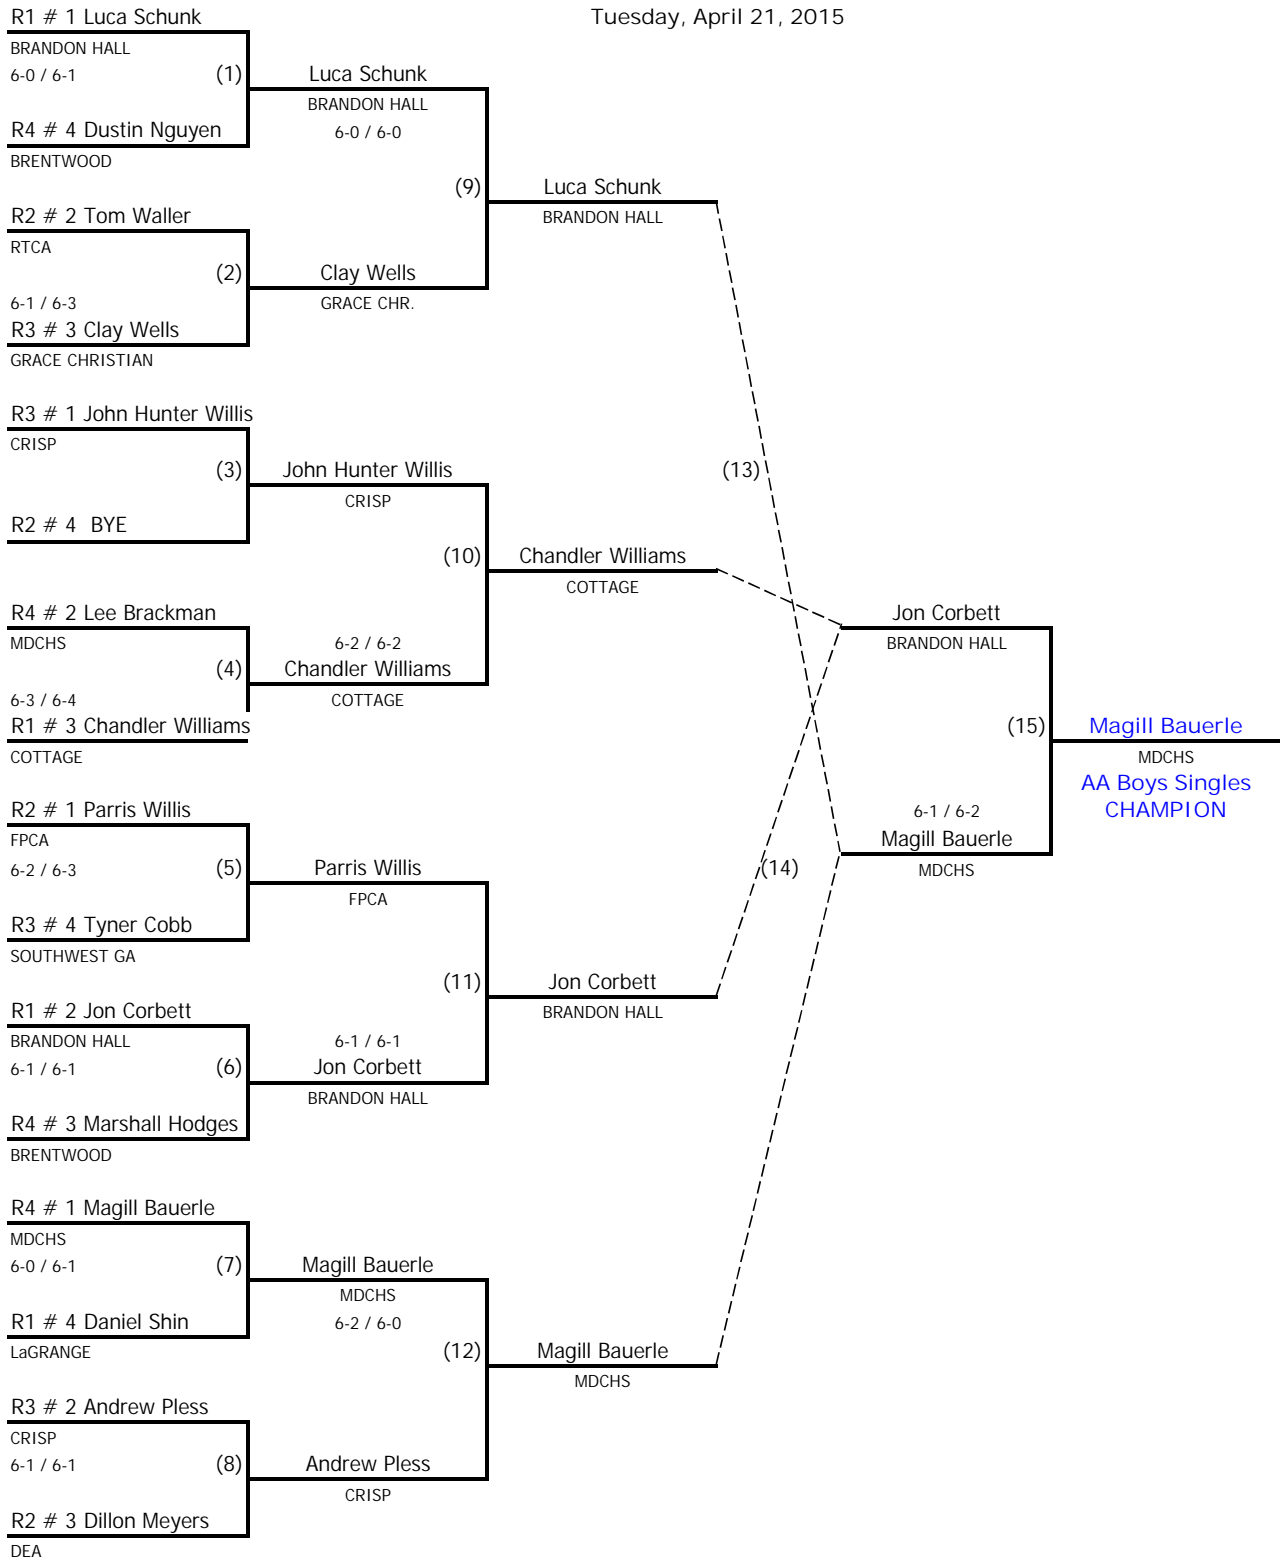 Tuesday, April 21, 2015
R1 # 1 Luca Schunk
BRANDON HALL
6-0 / 6-1
(1)
R4 # 4 Dustin Nguyen
BRENTWOOD
R2 # 2 Tom Waller
RTCA
(2)
6-1 / 6-3
R3 # 3 Clay Wells
GRACE CHRISTIAN
R3 # 1 John Hunter Willis
CRISP
(3)
R2 # 4 BYE
R4 # 2 Lee Brackman
MDCHS
(4)
6-3 / 6-4
R1 # 3 Chandler Williams
COTTAGE
R2 # 1 Parris Willis
FPCA
6-2 / 6-3
(5)
R3 # 4 Tyner Cobb
SOUTHWEST GA
R1 # 2 Jon Corbett
BRANDON HALL
6-1 / 6-1
(6)
R4 # 3 Marshall Hodges
BRENTWOOD
R4 # 1 Magill Bauerle
MDCHS
6-0 / 6-1
(7)
R1 # 4 Daniel Shin
LaGRANGE
R3 # 2 Andrew Pless
CRISP
6-1 / 6-1
(8)
R2 # 3 Dillon Meyers
DEA
Luca Schunk
BRANDON HALL
6-0 / 6-0
(9)
Clay Wells
GRACE CHR.
John Hunter Willis
CRISP
(10)
6-2 / 6-2
Chandler Williams
COTTAGE
Parris Willis
FPCA
(11)
6-1 / 6-1
Jon Corbett
BRANDON HALL
Magill Bauerle
MDCHS
6-2 / 6-0
(12)
Andrew Pless
CRISP
Luca Schunk
BRANDON HALL
(13)
Chandler Williams
COTTAGE
Jon Corbett
BRANDON HALL
(14)
Magill Bauerle
MDCHS
Jon Corbett
BRANDON HALL
(15)
6-1 / 6-2
Magill Bauerle
MDCHS
Magill Bauerle
MDCHS
AA Boys Singles
CHAMPION